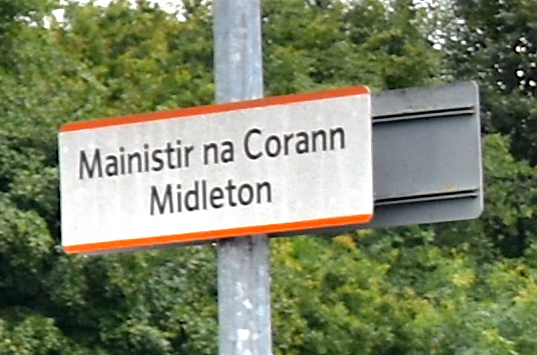 Mainistir na Corann
Midleton